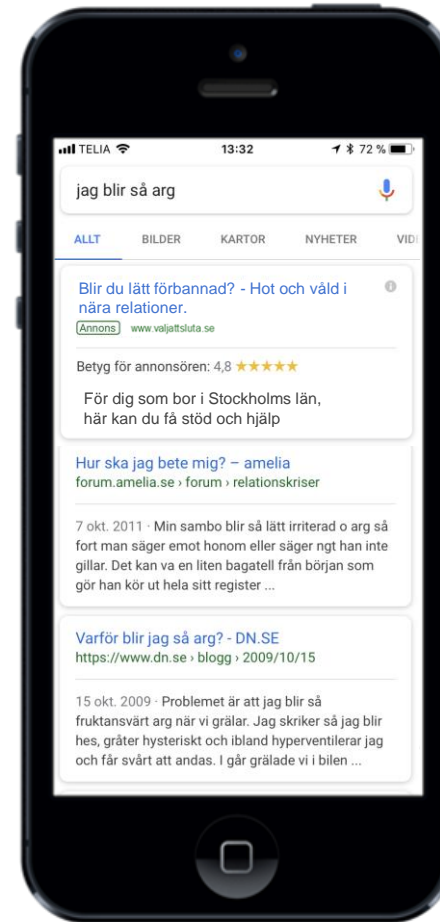 TELIA 13:32 72 %
jag blir så arg
ALLT BILDER KARTOR NYHETER VID
Blir du lätt förbannad? - Hot och våld i
nära relationer.
Annons www.valjattsluta.se
Betyg för annonsören: 4,8 ★★★★★
För dig som bor i Stockholms län,
här kan du få stöd och hjälp
Hur ska jag bete mig? – amelia
forum.amelia.se › forum › relationskriser
7 okt. 2011 · Min sambo blir så lätt irriterad o arg så
fort man säger emot honom eller säger ngt han inte
gillar. Det kan va en liten bagatell från början som
gör han kör ut hela sitt register ...
Varför blir jag så arg? - DN.SE
https://www.dn.se › blogg › 2009/10/15
15 okt. 2009 · Problemet är att jag blir så
fruktansvärt arg när vi grälar. Jag skriker så jag blir
hes, gråter hysteriskt och ibland hyperventilerar jag
och får svårt att andas. I går grälade vi i bilen ...